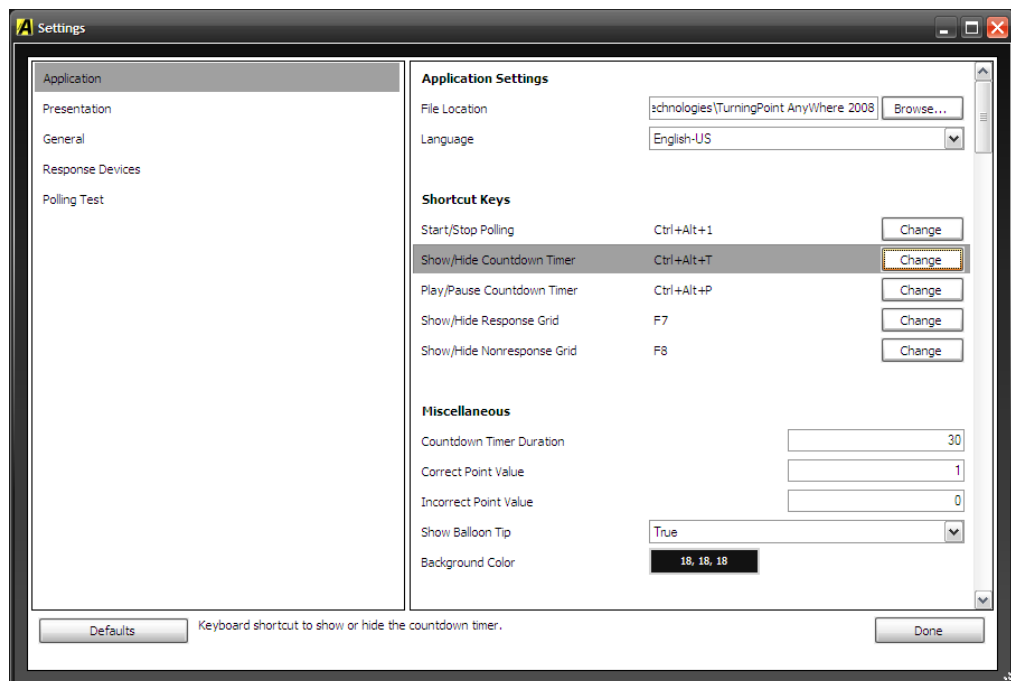 Settings
Application
Presentation
General
Response Devices
Polling Test
Application Settings
File Location echnologies\TurningPoint AnyWhere 2008 Browse...
Language English-US
Shortcut Keys
Start/Stop Polling Ctrl+Alt+1 Change
Show/Hide Countdown Timer Ctrl+Alt+T Change
Play/Pause Countdown Timer Ctrl+Alt+P Change
Show/Hide Response Grid F7 Change
Show/Hide Nonresponse Grid F8 Change
Miscellaneous
Countdown Timer Duration 30
Correct Point Value 1
Incorrect Point Value 0
Show Balloon Tip True
Background Color 18, 18, 18
Defaults Keyboard shortcut to show or hide the countdown timer. Done